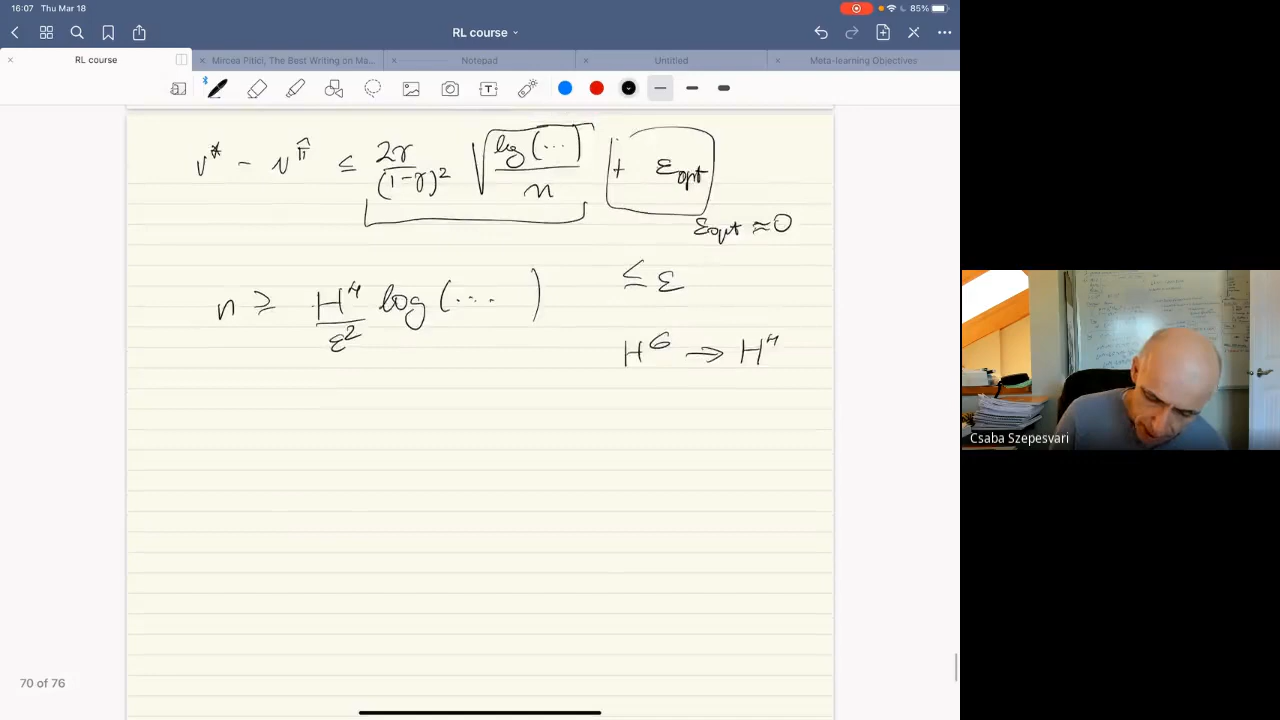 16:07 Thu Mar 18
85%
RL course
RL course
Mircea Pitici, The Best Writing on Ma...
Notepad
Untitled
Meta-learning Objectives
v* - v^π̂ ≤ 2γ/(1-γ)² √(log(...)/n) + ε_opt
ε_opt ≈ 0
≤ ε
n ≥ H⁴/ε² log(... )
H⁶ → H⁴
Csaba Szepesvari
70 of 76